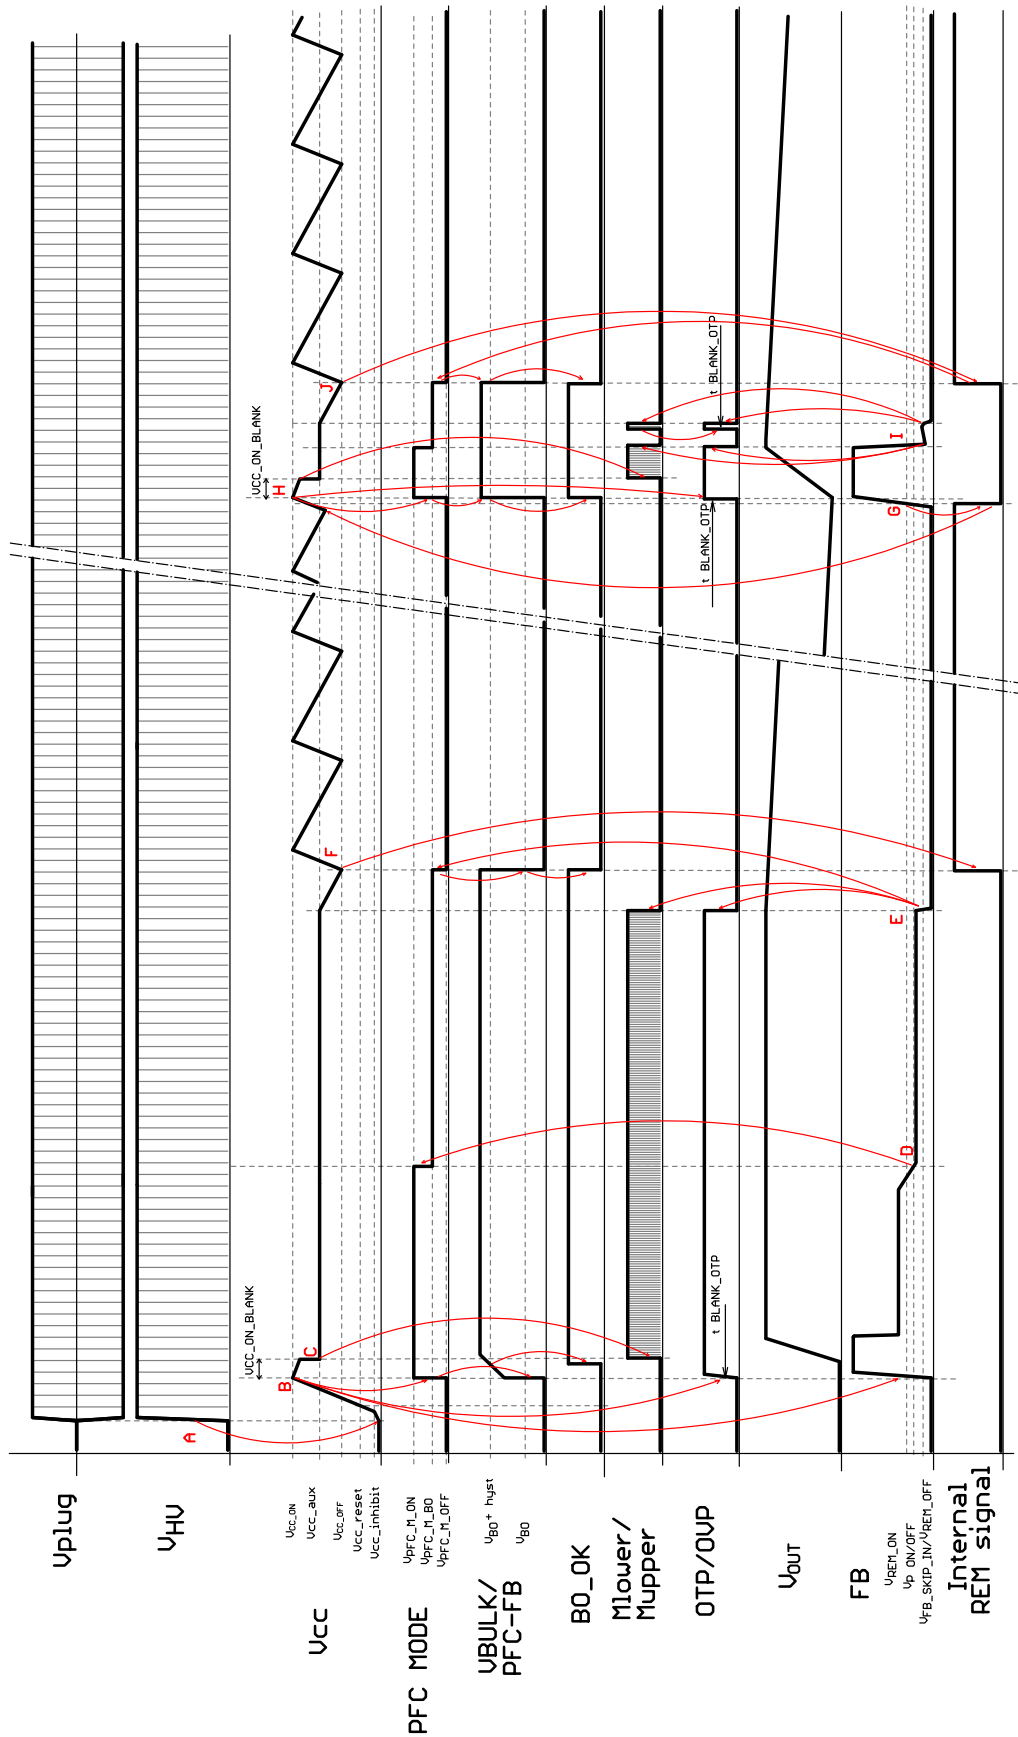 Vplug
VHV
A
Vcc
VCC_ON
Vcc_aux
VCC_OFF
Vcc_reset
Vcc_inhibit
B
VCC_ON_BLANK
C
F
H
VCC_ON_BLANK
J
PFC MODE
VPFC_M_ON
VPFC_M_BO
VPFC_M_OFF
VBULK/
PFC-FB
VBO+ hyst
VBO
BO_OK
Mlower/
Mupper
OTP/OVP
t BLANK_OTP
t BLANK_OTP
t BLANK_OTP
VOUT
FB
VREM_ON
Vp ON/OFF
VFB_SKIP_IN/VREM_OFF
D
E
G
I
Internal
REM signal